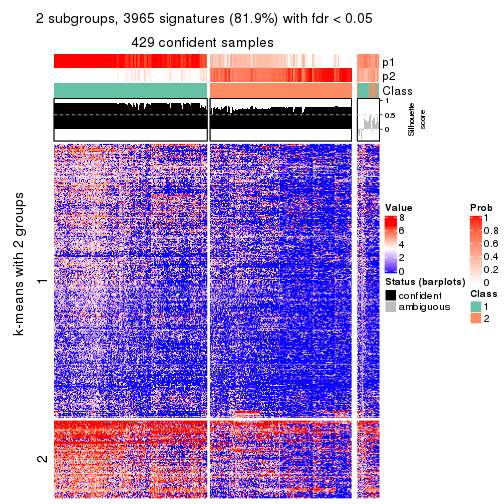 2 subgroups, 3965 signatures (81.9%) with fdr < 0.05
429 confident samples
p1
p2
Class
1
0.5
0
Silhouette
score
k-means with 2 groups
1
2
Value
8
6
4
2
0
Status (barplots)
confident
ambiguous
Prob
1
0.8
0.6
0.4
0.2
0
Class
1
2